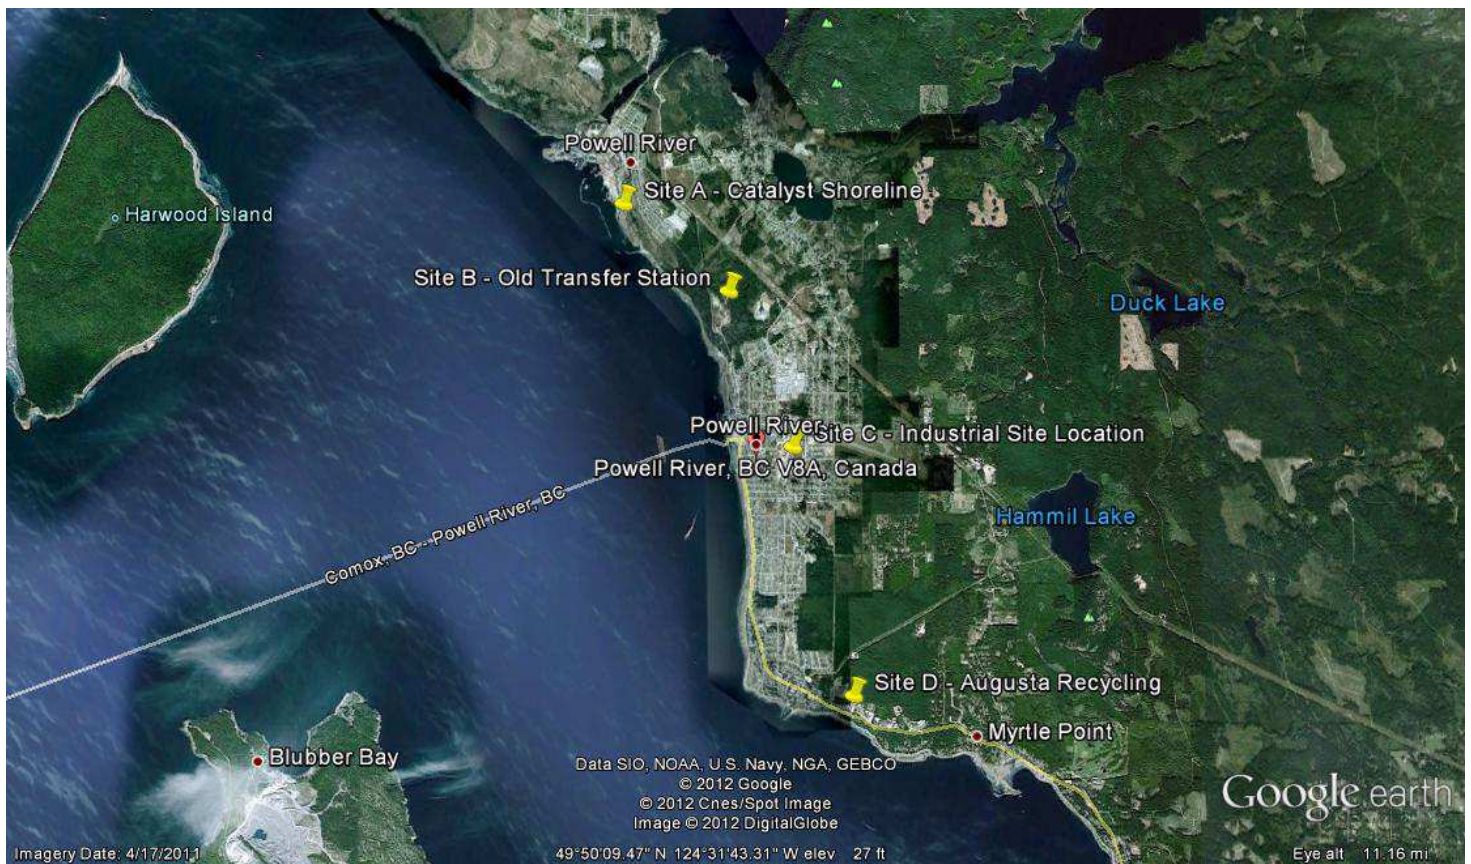 Powell River
Site A - Catalyst Shoreline
Harwood Island
Site B - Old Transfer Station
Duck Lake
Powell River
Site C - Industrial Site Location
Powell River, BC V8A, Canada
Hammil Lake
Comox, BC - Powell River, BC
Site D - Augusta Recycling
Myrtle Point
Blubber Bay
Data SIO, NOAA, U.S. Navy, NGA, GEBCO
© 2012 Google
© 2012 Cnes/Spot Image
Image © 2012 DigitalGlobe
Google earth
Imagery Date: 4/17/2011
49°50'09.47" N 124°31'43.31" W elev 27 ft
Eye alt 11.16 mi